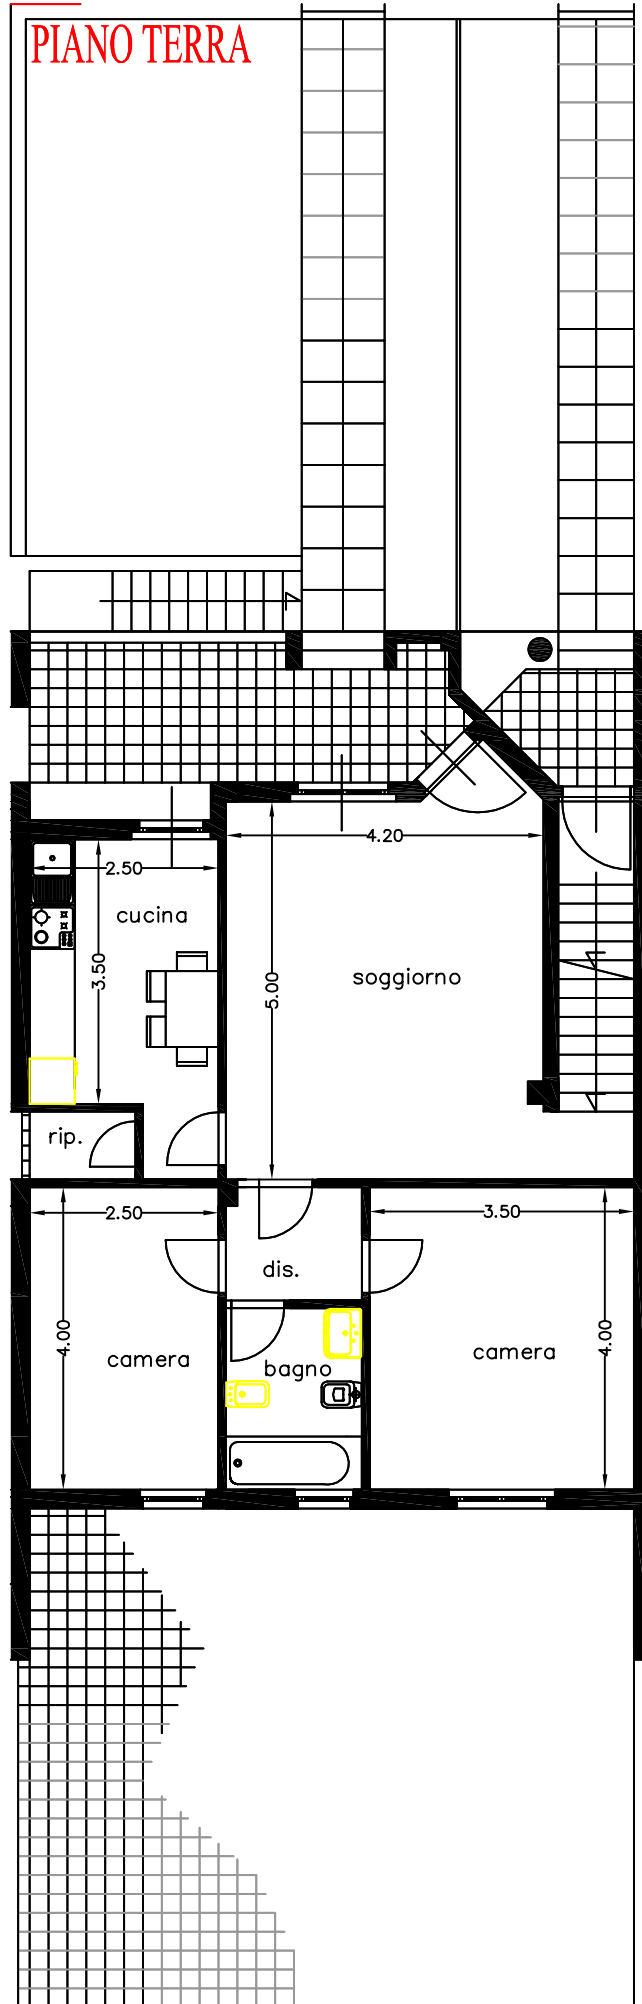 PIANO TERRA
4.20
2.50
cucina
3.50
soggiorno
5.00
rip.
2.50
3.50
dis.
4.00
camera
bagno
camera
4.00